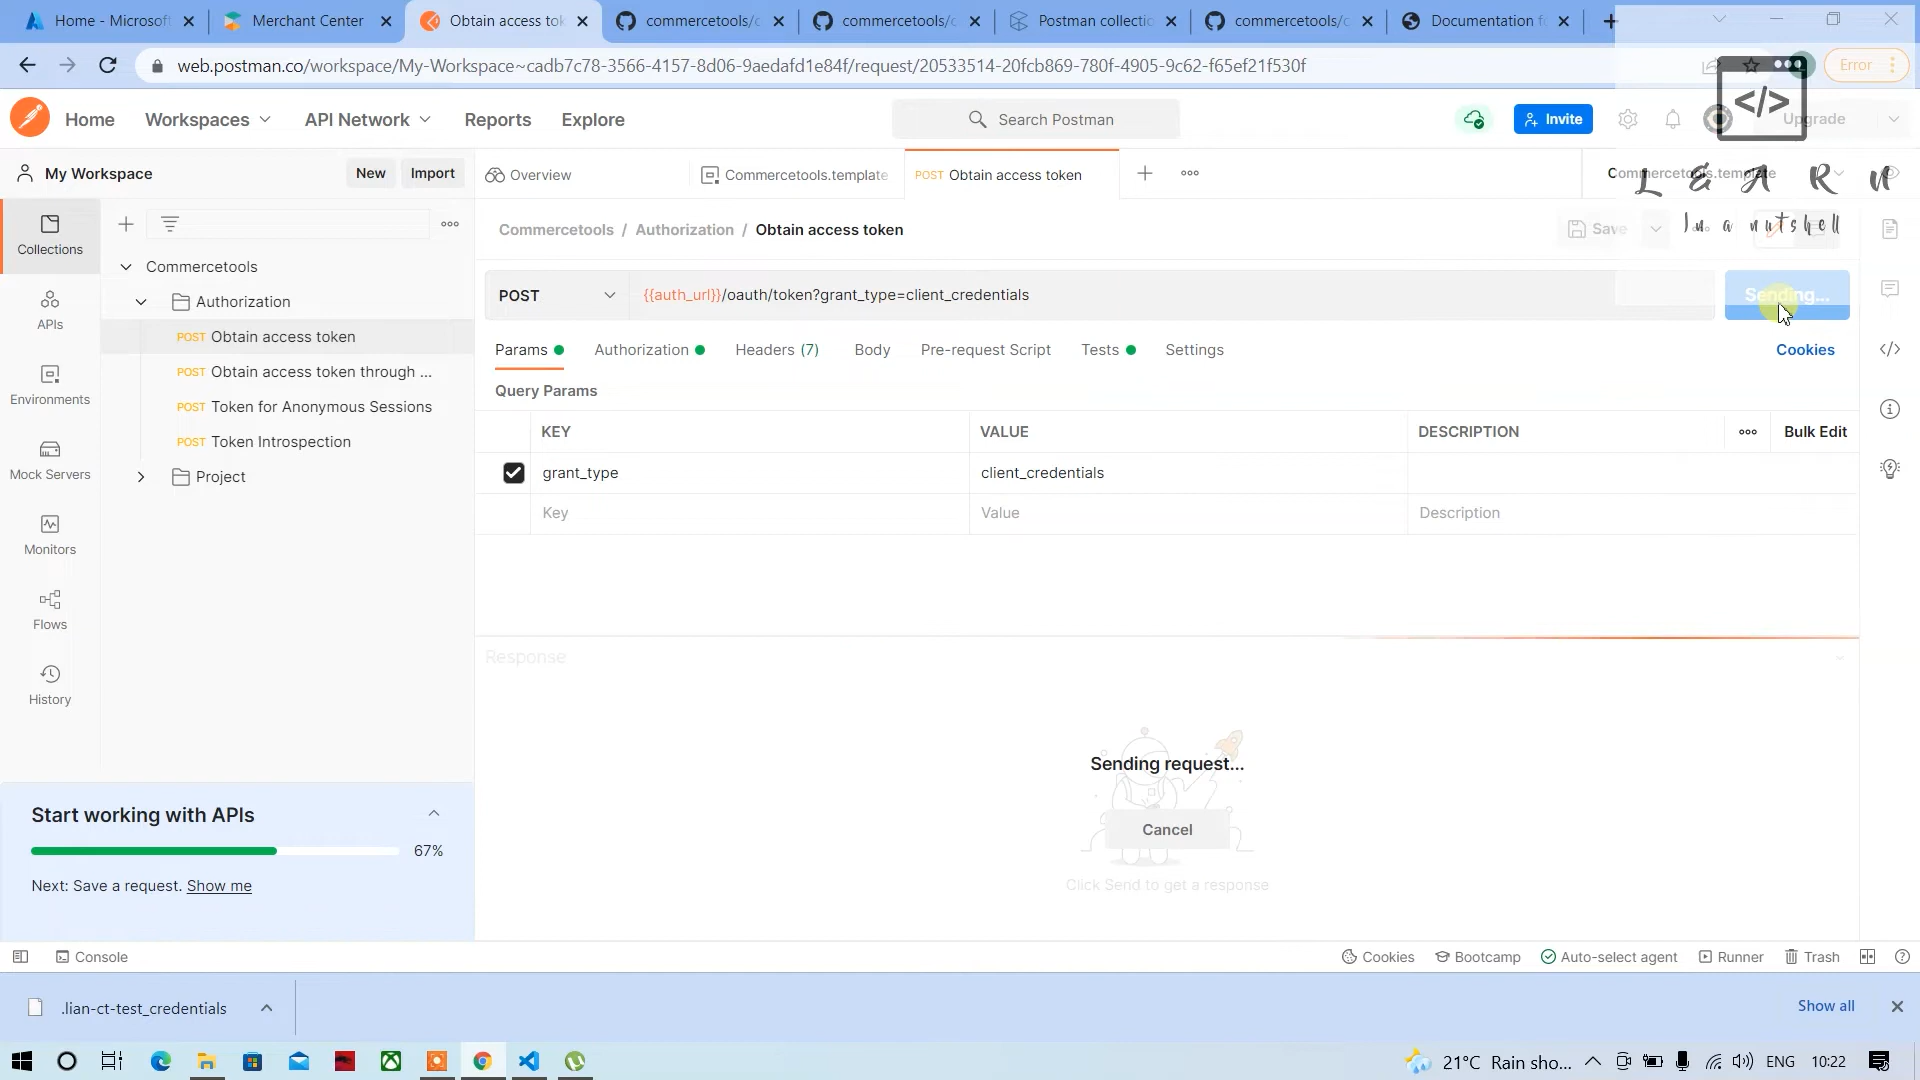 Home - Microsoft
Merchant Center
Obtain access tok
commercetools/c
commercetools/c
Postman collectio
commercetools/c
Documentation f
web.postman.co/workspace/My-Workspace~cadb7c78-3566-4157-8d06-9aedafd1e84f/request/20533514-20fcb869-780f-4905-9c62-f65ef21f530f
Error
</>
Home
Workspaces
API Network
Reports
Explore
Search Postman
Invite
Upgrade
My Workspace
New
Import
Overview
Commercetools.template
POST Obtain access token
Commercetools.template
L E A R N
In a nutshell
Collections
Commercetools / Authorization / Obtain access token
Save
Commercetools
Authorization
POST Obtain access token
POST Obtain access token through ...
POST Token for Anonymous Sessions
POST Token Introspection
Project
APIs
Environments
Mock Servers
Monitors
Flows
History
POST
{{auth_url}}/oauth/token?grant_type=client_credentials
Sending...
Params
Authorization
Headers (7)
Body
Pre-request Script
Tests
Settings
Cookies
Query Params
KEY
VALUE
DESCRIPTION
Bulk Edit
grant_type
client_credentials
Key
Value
Description
Response
Sending request...
Cancel
Click Send to get a response
Start working with APIs
67%
Next: Save a request. Show me
Console
Cookies
Bootcamp
Auto-select agent
Runner
Trash
.lian-ct-test_credentials
Show all
21°C Rain sho...
ENG
10:22